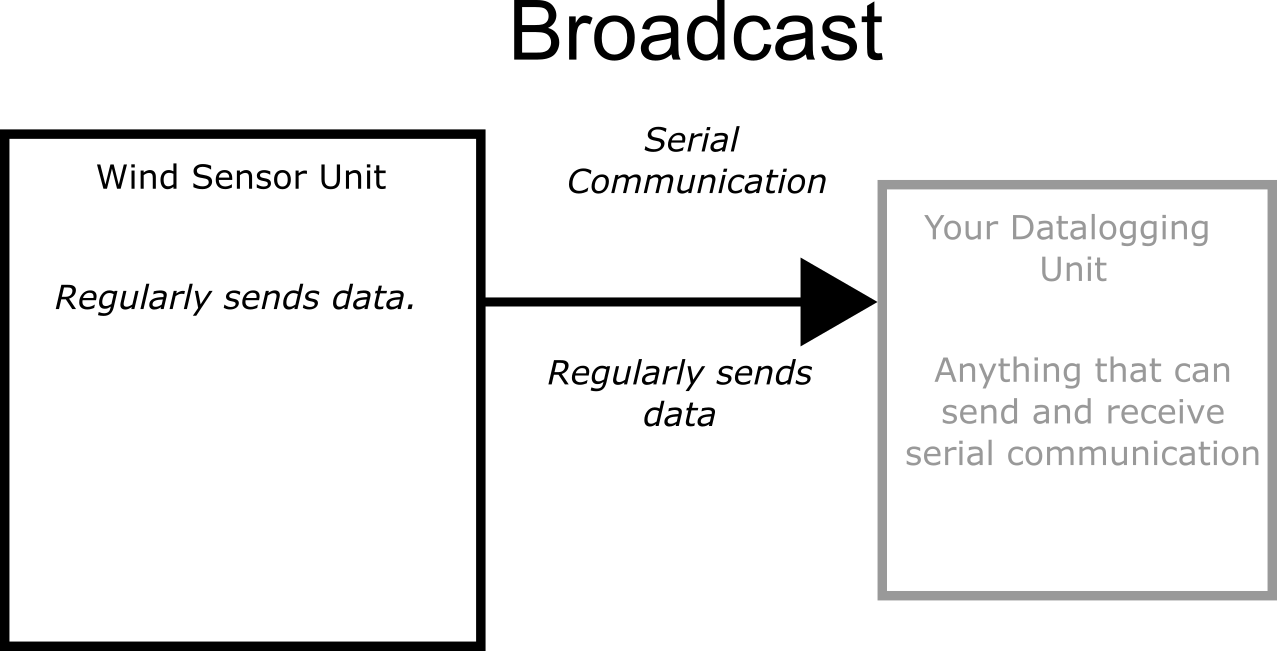 Broadcast
Wind Sensor Unit
Regularly sends data.
Serial
Communication
Regularly sends
data
Your Datalogging
Unit
Anything that can
send and receive
serial communication